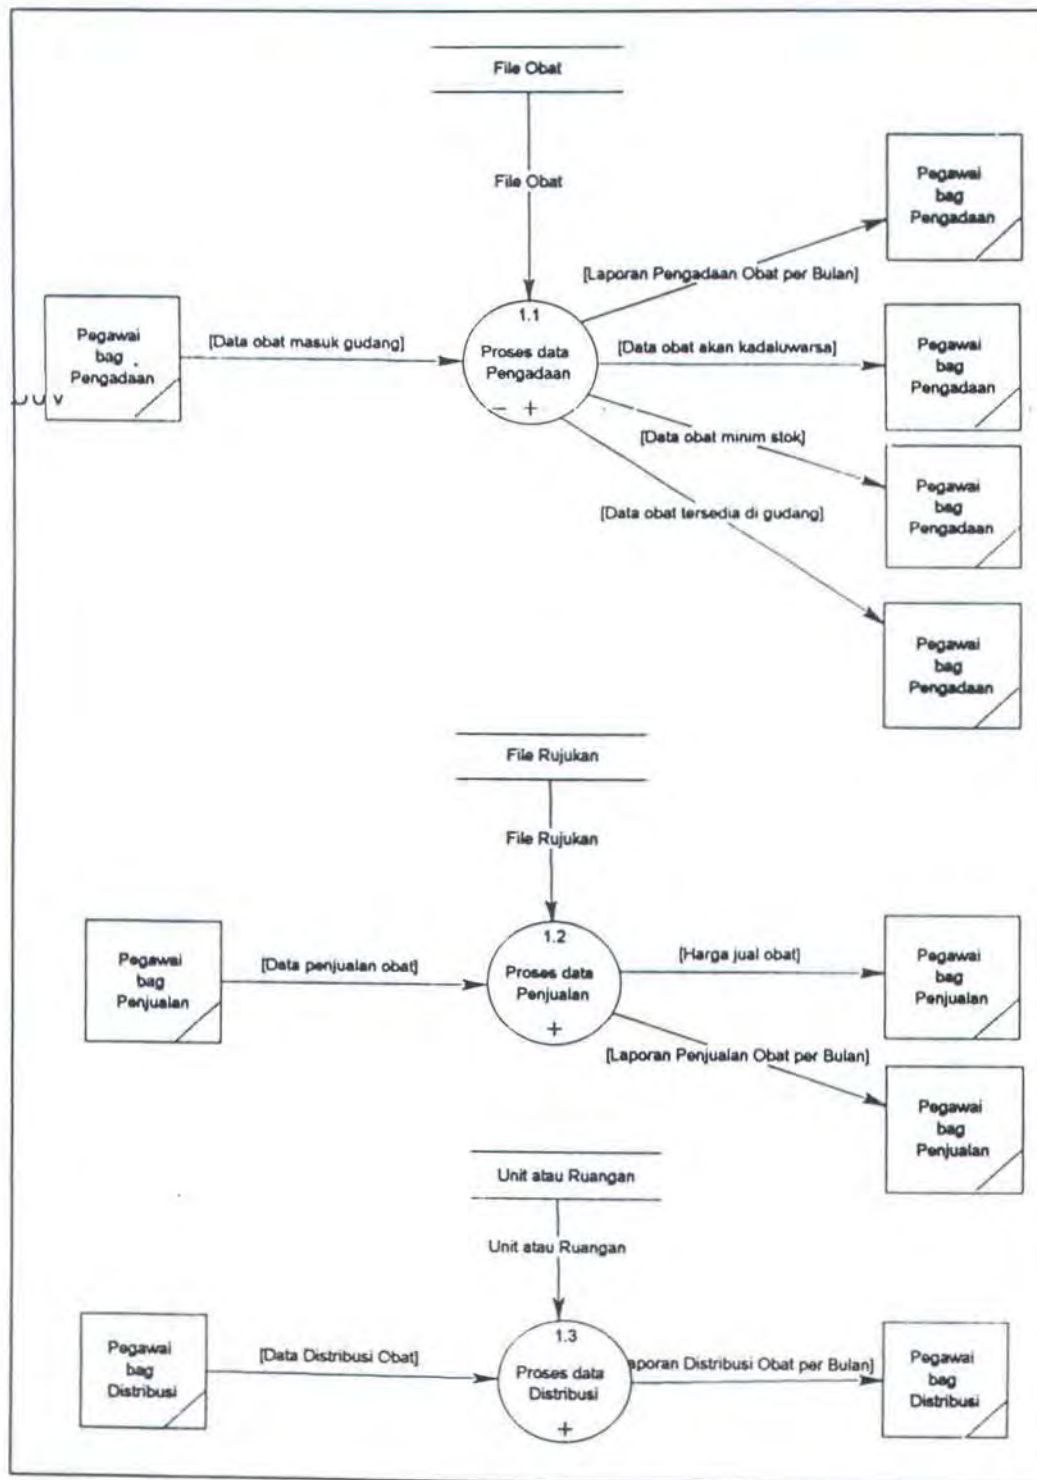 File Obat
File Obat
Pegawai
bag
Pengadaan
[Laporan Pengadaan Obat per Bulan]
Pegawai
bag
Pengadaan
[Data obat masuk gudang]
1.1
Proses data
Pengadaan
- +
[Data obat akan kadaluwarsa]
Pegawai
bag
Pengadaan
[Data obat minim stok]
Pegawai
bag
Pengadaan
[Data obat tersedia di gudang]
Pegawai
bag
Pengadaan
File Rujukan
File Rujukan
Pegawai
bag
Penjualan
[Data penjualan obat]
1.2
Proses data
Penjualan
+
[Harga jual obat]
Pegawai
bag
Penjualan
[Laporan Penjualan Obat per Bulan]
Pegawai
bag
Penjualan
Unit atau Ruangan
Unit atau Ruangan
Pegawai
bag
Distribusi
[Data Distribusi Obat]
1.3
Proses data
Distribusi
+
aporan Distribusi Obat per Bulan]
Pegawai
bag
Distribusi